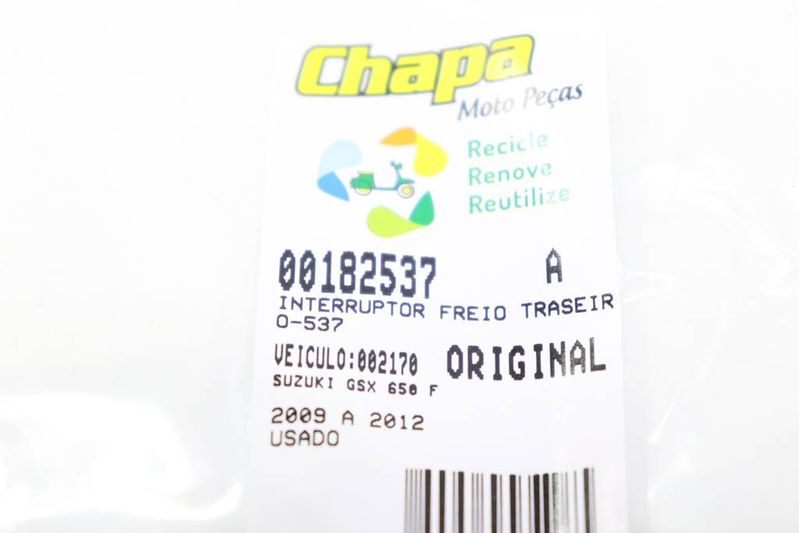 Chapa
Moto Peças
Recicle
Renove
Reutilize
00182537 A
INTERRUPTOR FREIO TRASEIR
O-537
VEICULO:002170 ORIGINAL
SUZUKI GSX 650 F
2009 A 2012
USADO